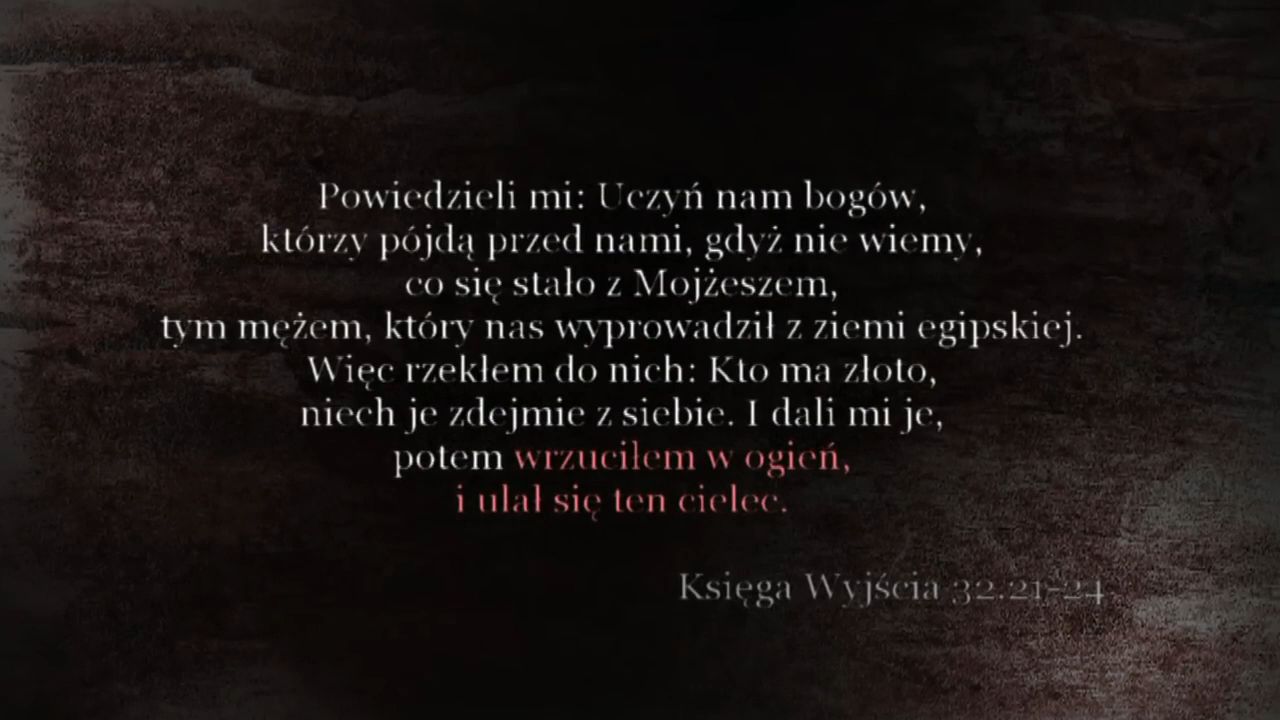 Powiedzieli mi: Uczyń nam bogów,
którzy pójdą przed nami, gdyż nie wiemy,
co się stało z Mojżeszem,
tym mężem, który nas wyprowadził z ziemi egipskiej.
Więc rzekłem do nich: Kto ma złoto,
niech je zdejmie z siebie. I dali mi je,
potem wrzuciłem w ogień,
i ulał się ten cielec.
Księga Wyjścia 32.21-24